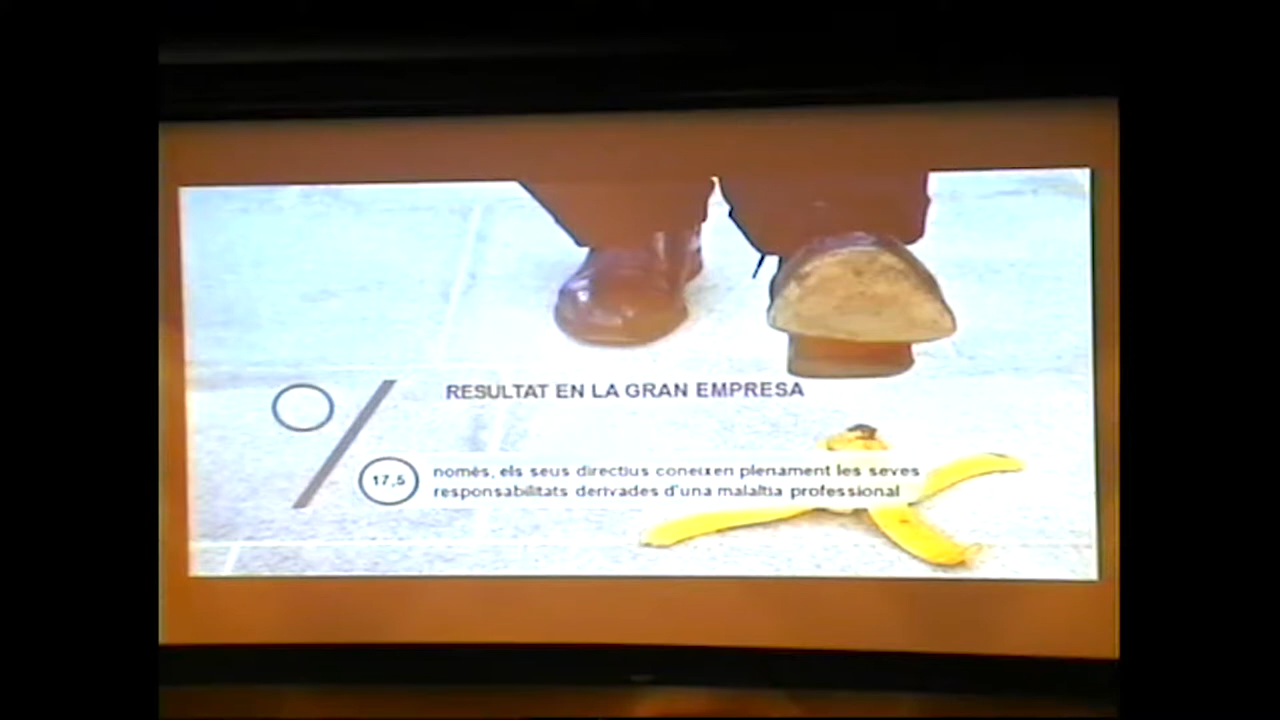 RESULTAT EN LA GRAN EMPRESA
17,5
nomès, els seus directius coneixen plenament les seves
responsabilitats derivades d'una malaltia professional